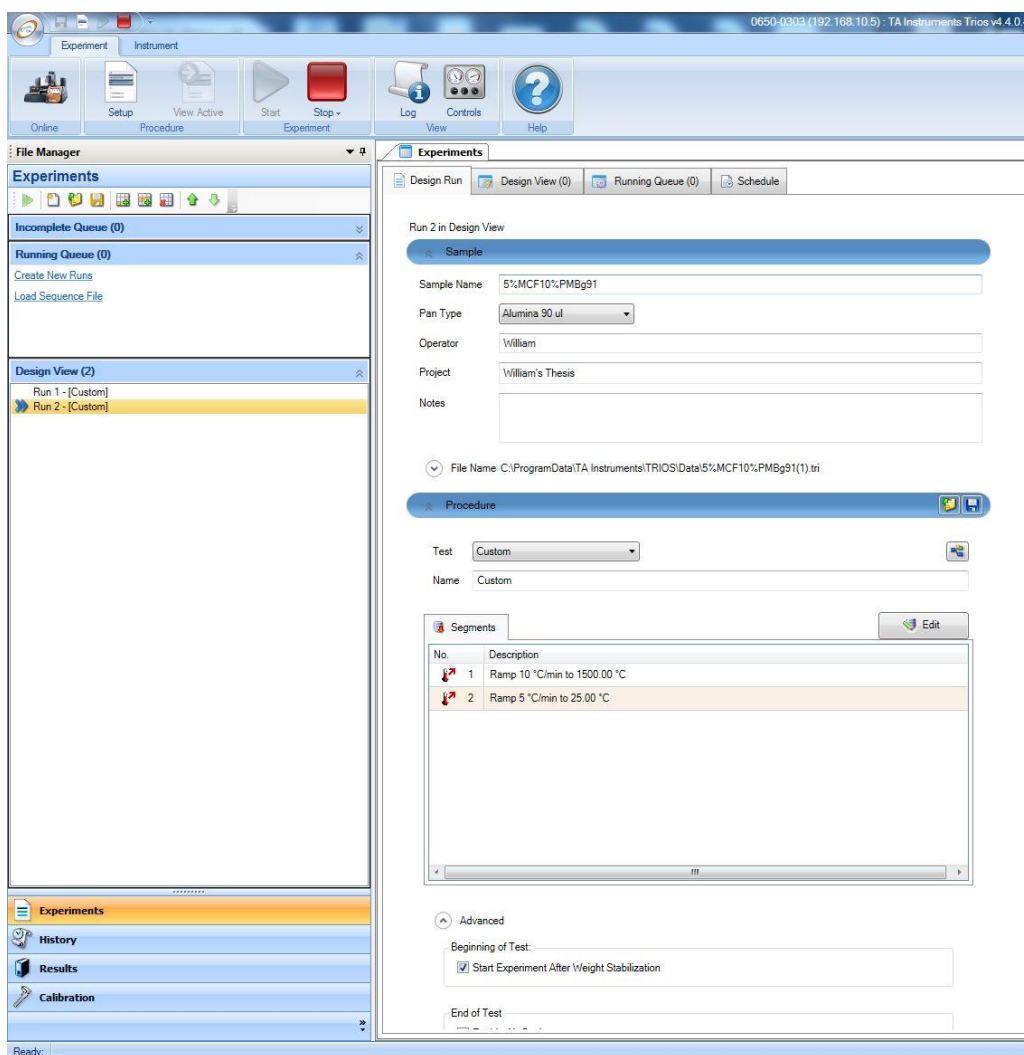 0650-0303 (192.168.10.5) : TA Instruments Trios v4.4.0.
Experiment Instrument
Setup View Active Start Stop Log Controls
Online Procedure Experiment View Help
File Manager
Experiments
Incomplete Queue (0)
Running Queue (0)
Create New Runs
Load Sequence File
Design View (2)
Run 1 - [Custom]
Run 2 - [Custom]
Experiments
History
Results
Calibration
Ready:
Experiments
Design Run Design View (0) Running Queue (0) Schedule
Run 2 in Design View
Sample
Sample Name 5%MCF10%PMBg91
Pan Type Alumina 90 ul
Operator William
Project William's Thesis
Notes
File Name C:\ProgramData\TA Instruments\TRIOS\Data\5%MCF10%PMBg91(1).tri
Procedure
Test Custom
Name Custom
Segments Edit
No. Description
1 Ramp 10 °C/min to 1500.00 °C
2 Ramp 5 °C/min to 25.00 °C
Advanced
Beginning of Test:
Start Experiment After Weight Stabilization
End of Test